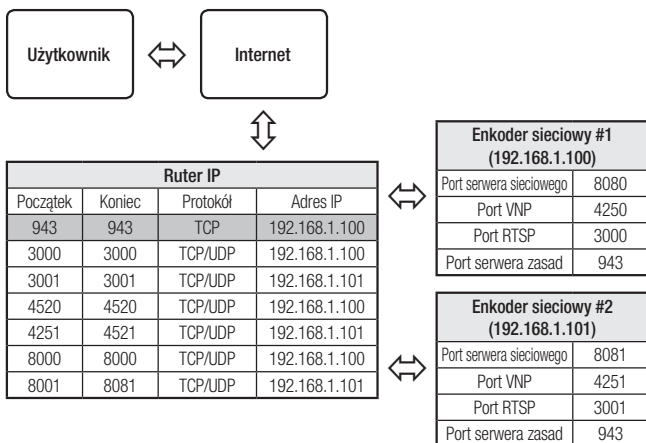 Użytkownik
Internet
Ruter IP
Początek Koniec Protokół Adres IP
943 943 TCP 192.168.1.100
3000 3000 TCP/UDP 192.168.1.100
3001 3001 TCP/UDP 192.168.1.101
4520 4520 TCP/UDP 192.168.1.100
4251 4521 TCP/UDP 192.168.1.101
8000 8000 TCP/UDP 192.168.1.100
8001 8081 TCP/UDP 192.168.1.101
Enkoder sieciowy #1
(192.168.1.100)
Port serwera sieciowego 8080
Port VNP 4250
Port RTSP 3000
Port serwera zasad 943
Enkoder sieciowy #2
(192.168.1.101)
Port serwera sieciowego 8081
Port VNP 4251
Port RTSP 3001
Port serwera zasad 943